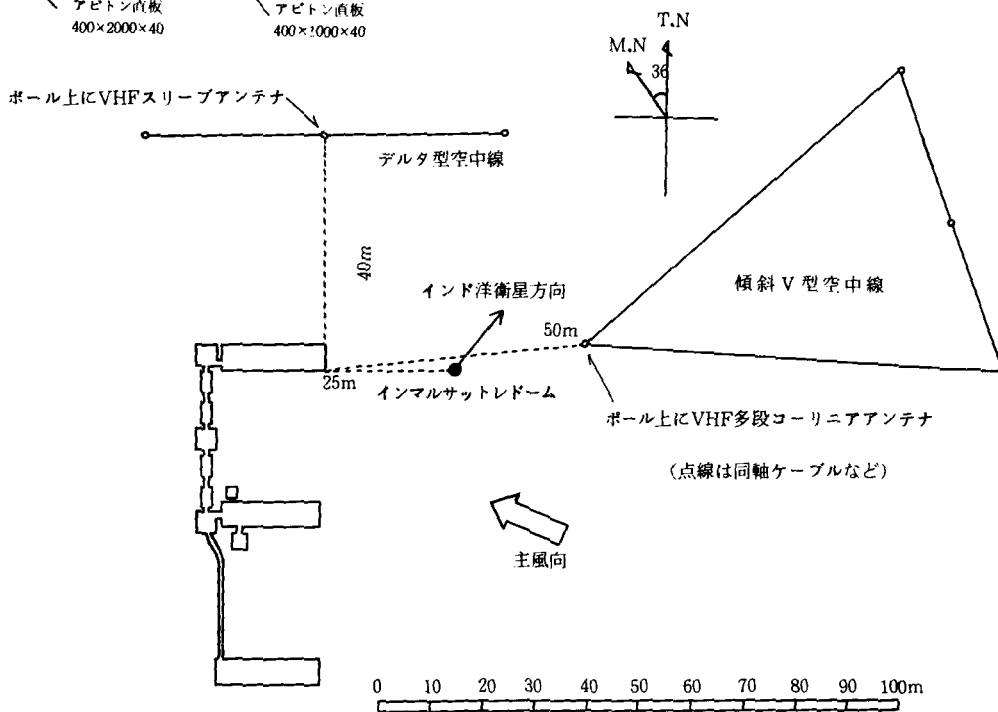 アピトン直板
400×2000×40
アピトン直板
400×2000×40
T.N
M.N
36
ポール上にVHFスリーブアンテナ
デルタ型空中線
40m
インド洋衛星方向
傾斜V型空中線
50m
25m
インマルサットレドーム
ポール上にVHF多段コーリニアアンテナ
(点線は同軸ケーブルなど)
主風向
0 10 20 30 40 50 60 70 80 90 100m